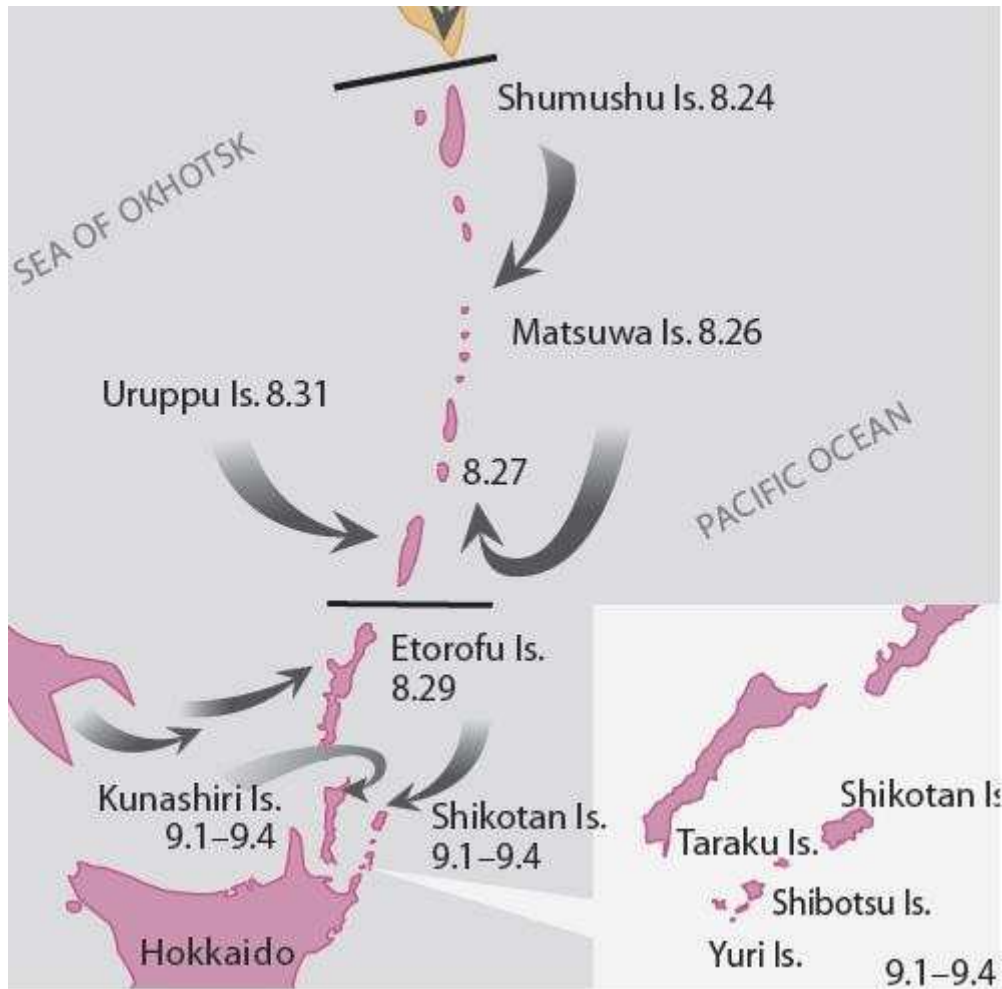 Shumushu Is. 8.24
SEA OF OKHOTSK
Matsuwa Is. 8.26
Uruppu Is. 8.31
PACIFIC OCEAN
8.27
Etorofu Is.
8.29
Kunashiri Is.
9.1–9.4
Shikotan Is.
9.1–9.4
Hokkaido
Shikotan Is
Taraku Is.
Shibotsu Is.
Yuri Is.
9.1–9.4